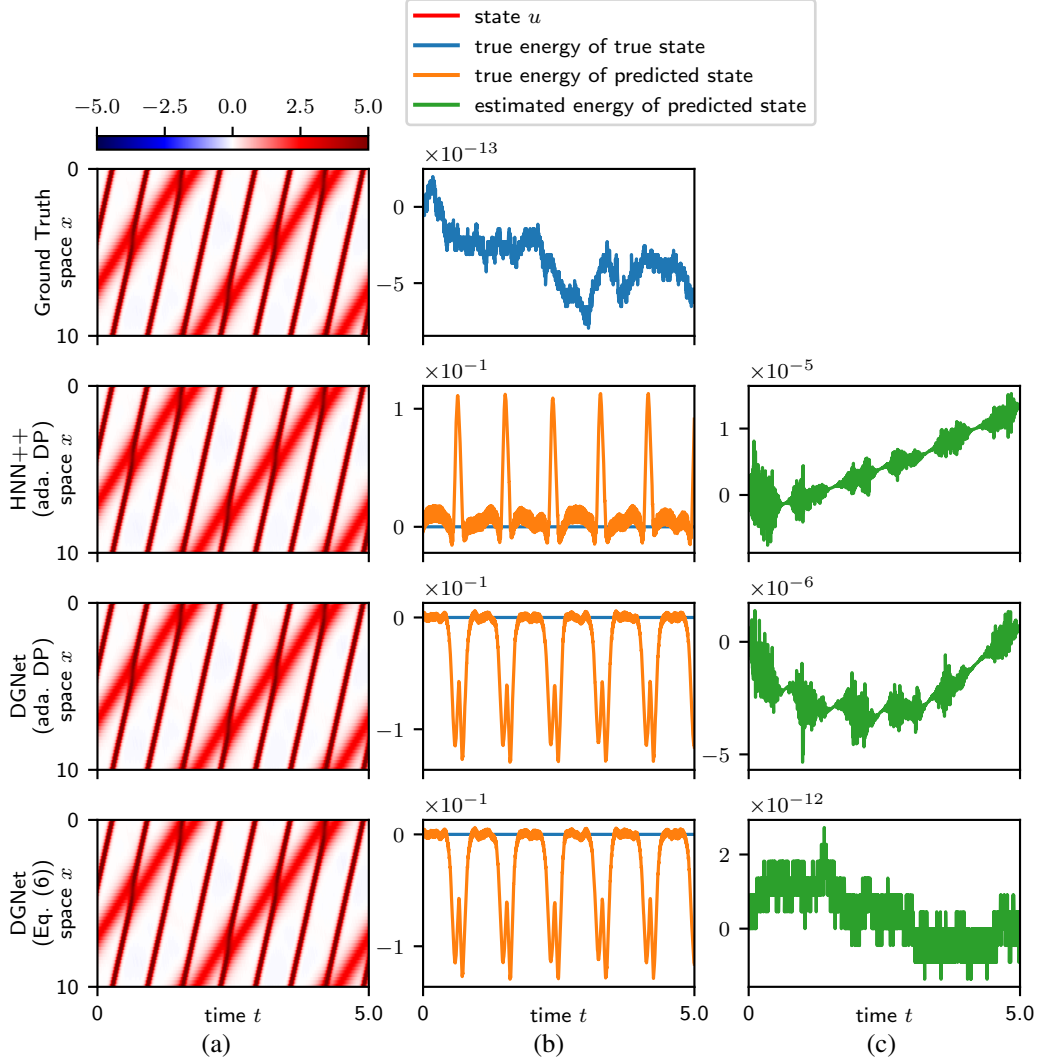 state u
true energy of true state
true energy of predicted state
estimated energy of predicted state
−5.0 −2.5 0.0 2.5 5.0
Ground Truth
space x
0
10
×10⁻¹³
0
−5
HNN++
(ada. DP)
space x
0
10
×10⁻¹
1
0
×10⁻⁵
1
0
DGNet
(ada. DP)
space x
0
10
×10⁻¹
0
−1
×10⁻⁶
0
−5
DGNet
(Eq. (6))
space x
0
10
×10⁻¹
0
−1
×10⁻¹²
2
0
0 5.0 0 5.0 0 5.0
time t time t time t
(a) (b) (c)